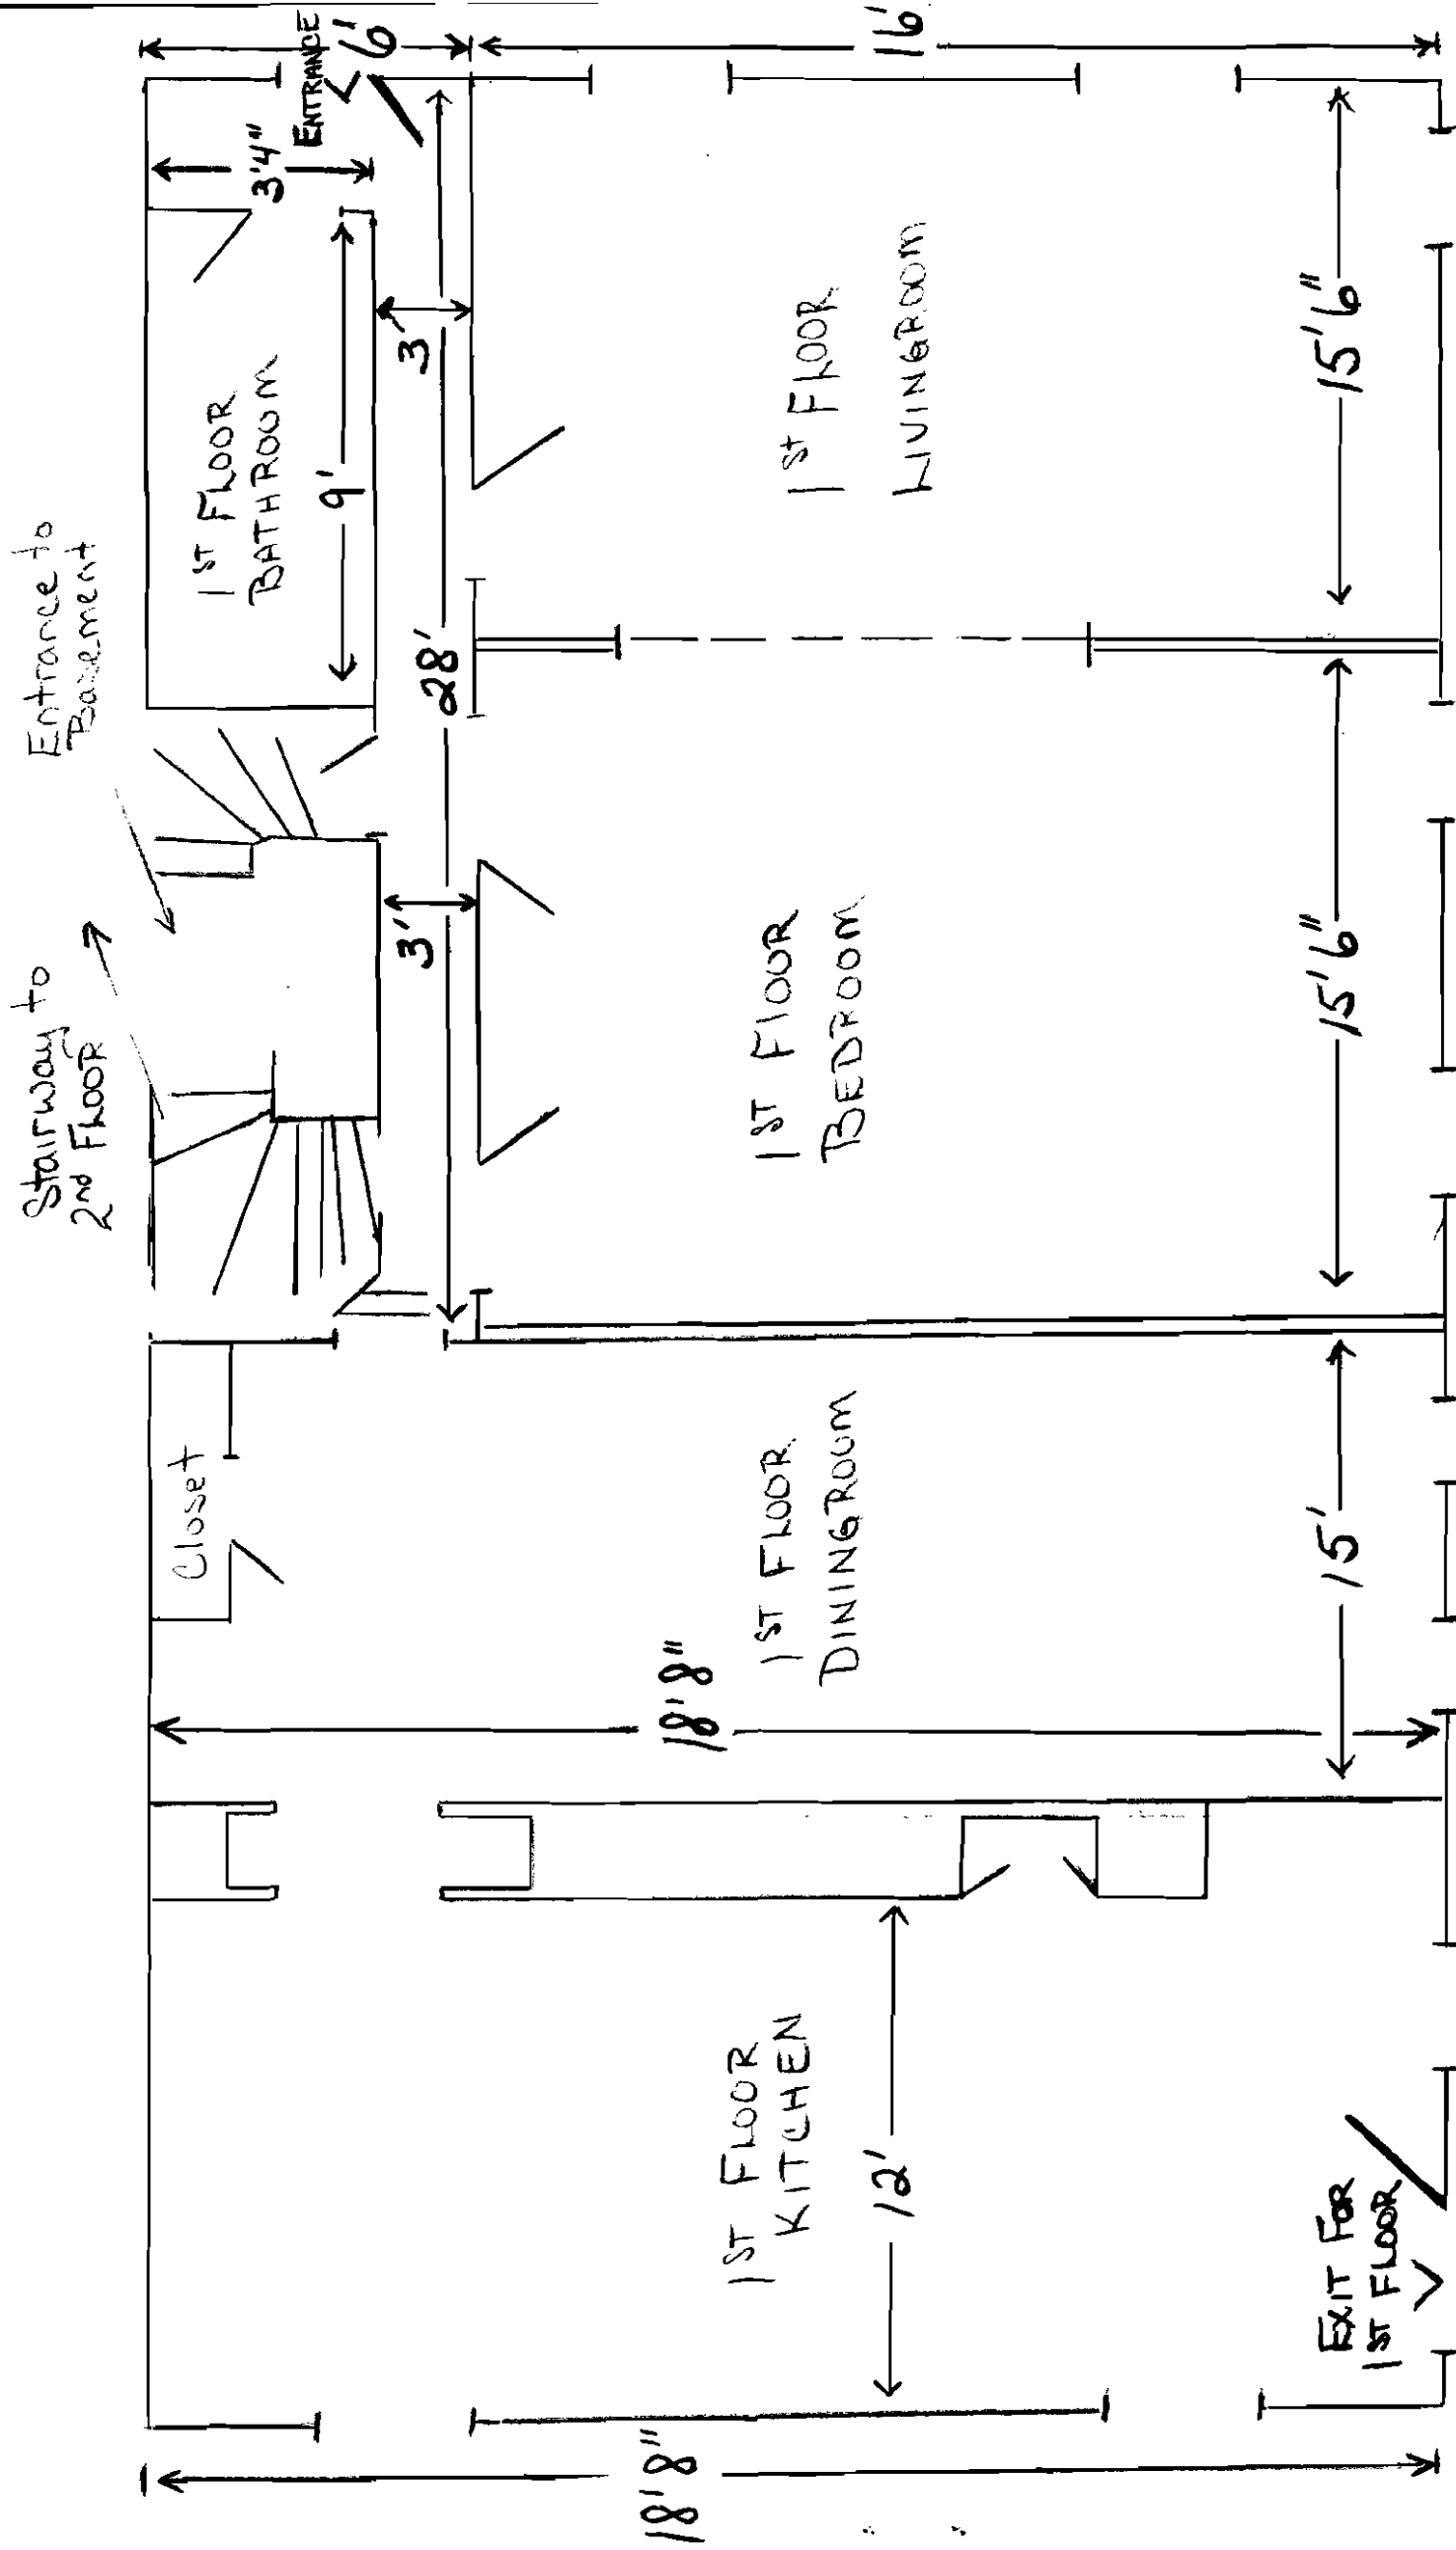 18'8"
1ST FLOOR
KITCHEN
12'
EXIT FOR
1ST FLOOR
18'8"
1ST FLOOR
DININGROOM
15'
Closet
Stairway to
2nd FLOOR
Entrance to
Basement
3'
28'
1ST FLOOR
BEDROOM
15'6"
1ST FLOOR
BATHROOM
9'
3'
3'4"
ENTRANCE
6'
1ST FLOOR
LIVINGROOM
15'6"
16'